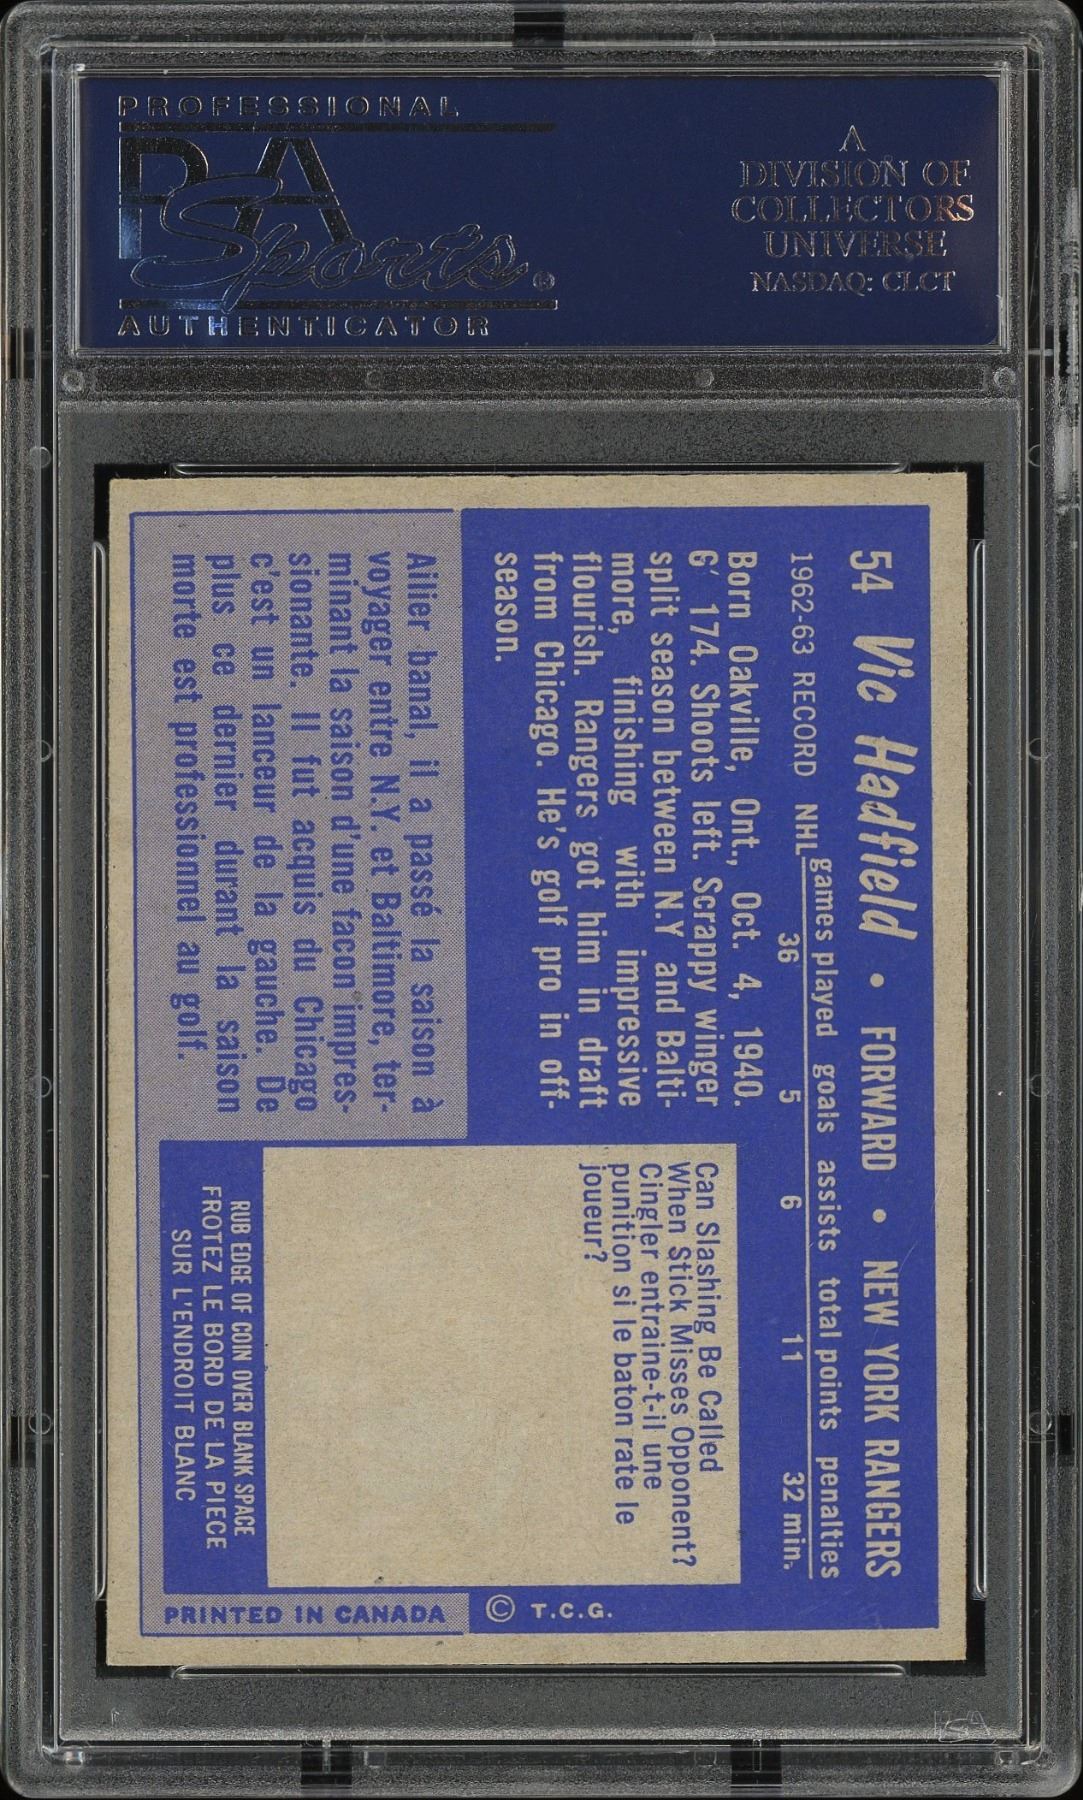 PROFESSIONAL
PSA
Sports®
AUTHENTICATOR
A
DIVISION OF
COLLECTORS
UNIVERSE
NASDAQ: CLCT
54 Vic Hadfield • FORWARD • NEW YORK RANGERS
games played goals assists total points penalties
1962-63 RECORD NHL 36 5 6 11 32 min.
Born Oakville, Ont., Oct. 4, 1940.
6′ 174. Shoots left. Scrappy winger
split season between N.Y and Balti-
more, finishing with impressive
flourish. Rangers got him in draft
from Chicago. He's golf pro in off-
season.
Ailier banal, il a passé la saison à
voyager entre N.Y. et Baltimore, ter-
minant la saison d'une facon impres-
sionante. Il fut acquis du Chicago
c'est un lanceur de la gauche. De
plus ce dernier durant la saison
morte est professionnel au golf.
Can Slashing Be Called
When Stick Misses Opponent?
Cingler entraine-t-il une
punition si le baton rate le
joueur?
RUB EDGE OF COIN OVER BLANK SPACE
FROTEZ LE BORD DE LA PIECE
SUR L'ENDROIT BLANC
© T.C.G.
PRINTED IN CANADA
PSA